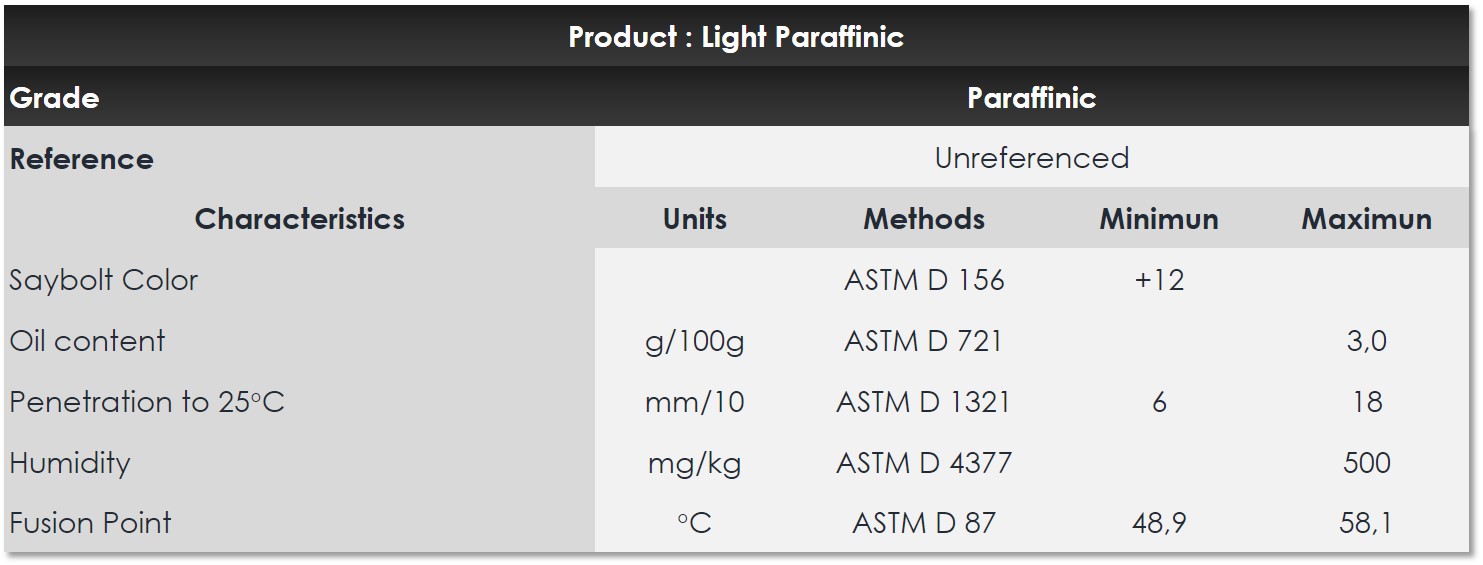 Product : Light Paraffinic
Grade Paraffinic
Reference Unreferenced
Characteristics Units Methods Minimun Maximun
Saybolt Color ASTM D 156 +12
Oil content g/100g ASTM D 721 3,0
Penetration to 25°C mm/10 ASTM D 1321 6 18
Humidity mg/kg ASTM D 4377 500
Fusion Point °C ASTM D 87 48,9 58,1